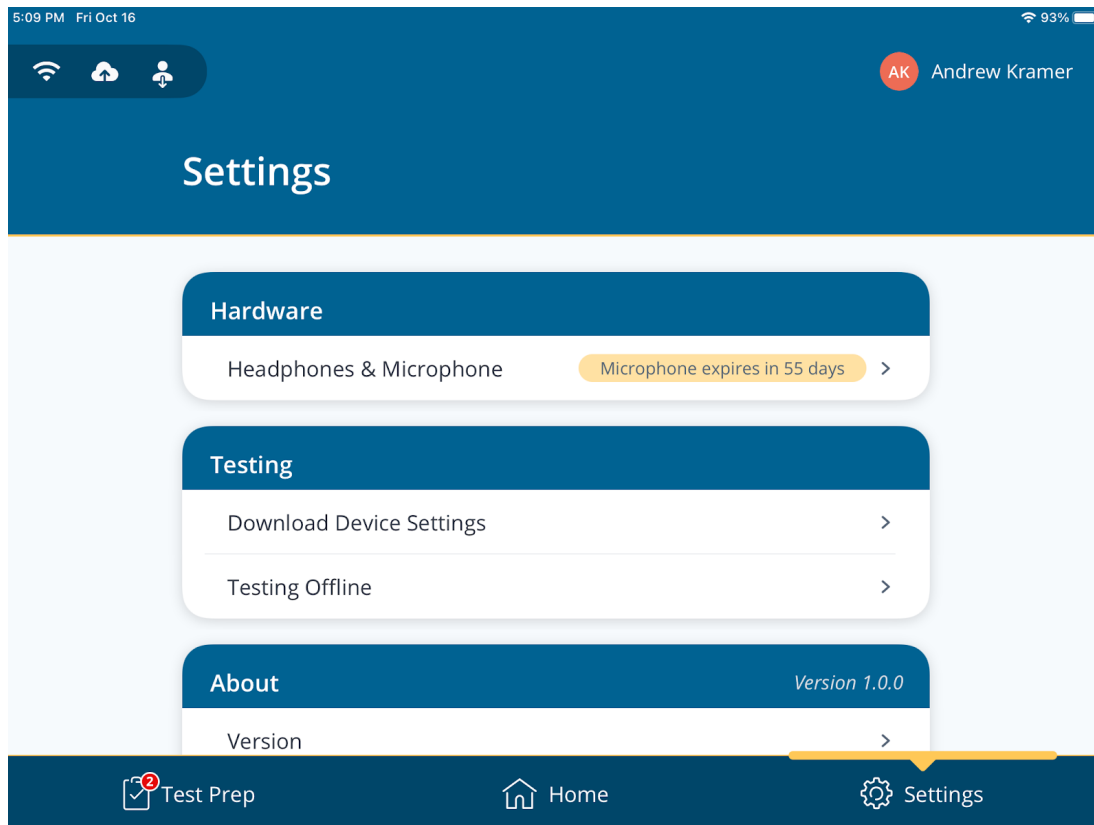 5:09 PM Fri Oct 16 93%
AK Andrew Kramer
Settings
Hardware
Headphones & Microphone Microphone expires in 55 days
Testing
Download Device Settings
Testing Offline
About Version 1.0.0
Version
2 Test Prep Home Settings